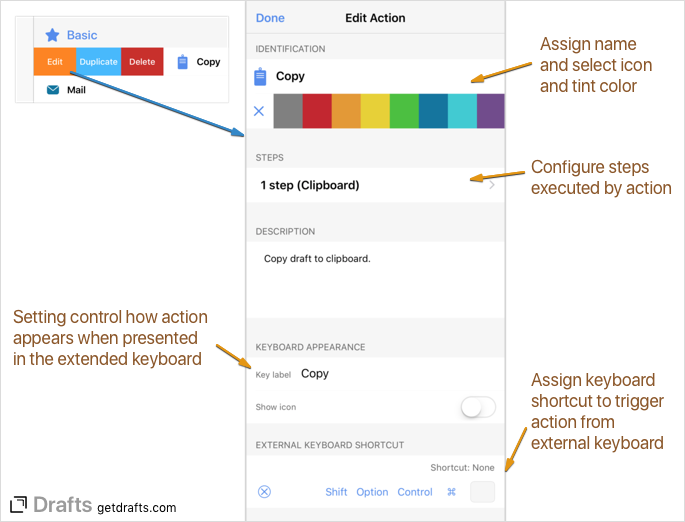 Basic
Edit Duplicate Delete Copy
Mail
Done Edit Action
IDENTIFICATION
Copy
STEPS
1 step (Clipboard)
DESCRIPTION
Copy draft to clipboard.
KEYBOARD APPEARANCE
Key label Copy
Show icon
EXTERNAL KEYBOARD SHORTCUT
Shortcut: None
Shift Option Control ⌘
Assign name
and select icon
and tint color
Configure steps
executed by action
Setting control how action
appears when presented
in the extended keyboard
Assign keyboard
shortcut to trigger
action from
external keyboard
Drafts getdrafts.com